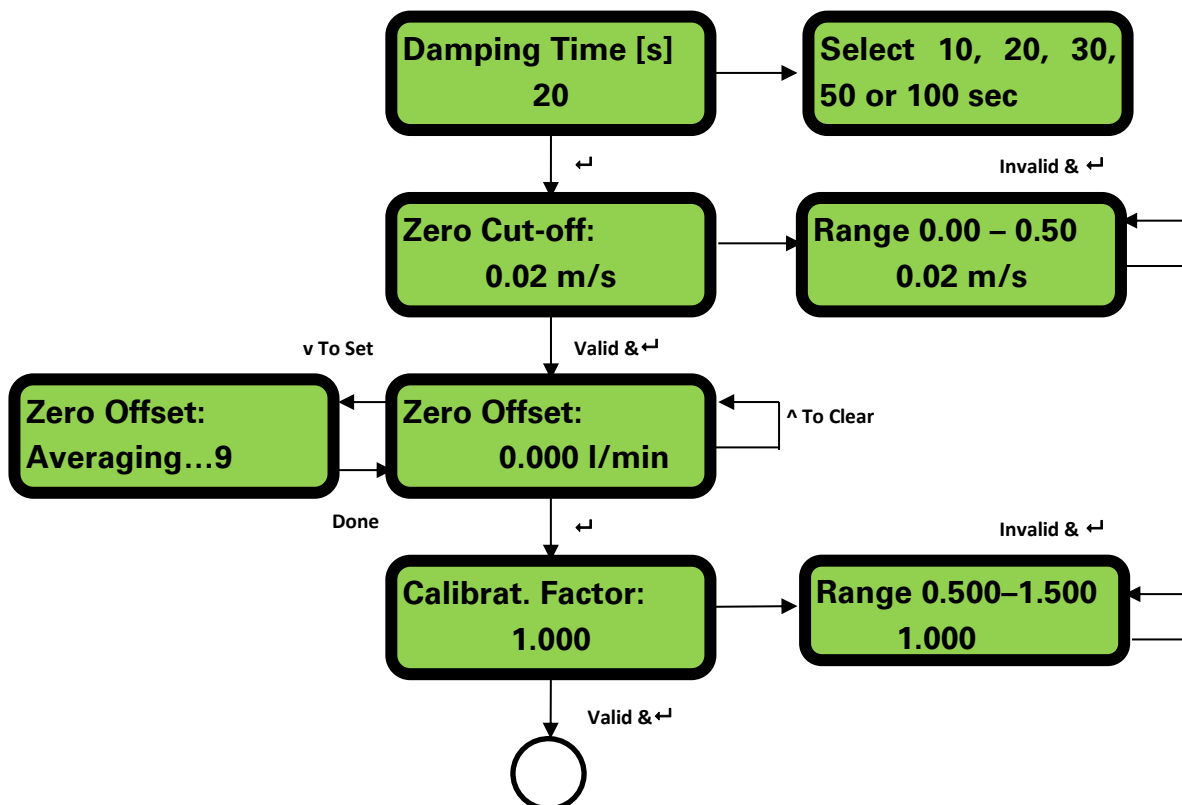 Damping Time [s]
20
Select 10, 20, 30,
50 or 100 sec
↵
Invalid & ↵
Zero Cut-off:
0.02 m/s
Range 0.00 – 0.50
0.02 m/s
v To Set
Valid &↵
Zero Offset:
Averaging...9
Zero Offset:
0.000 l/min
^ To Clear
Done
↵
Invalid & ↵
Calibrat. Factor:
1.000
Range 0.500–1.500
1.000
Valid &↵